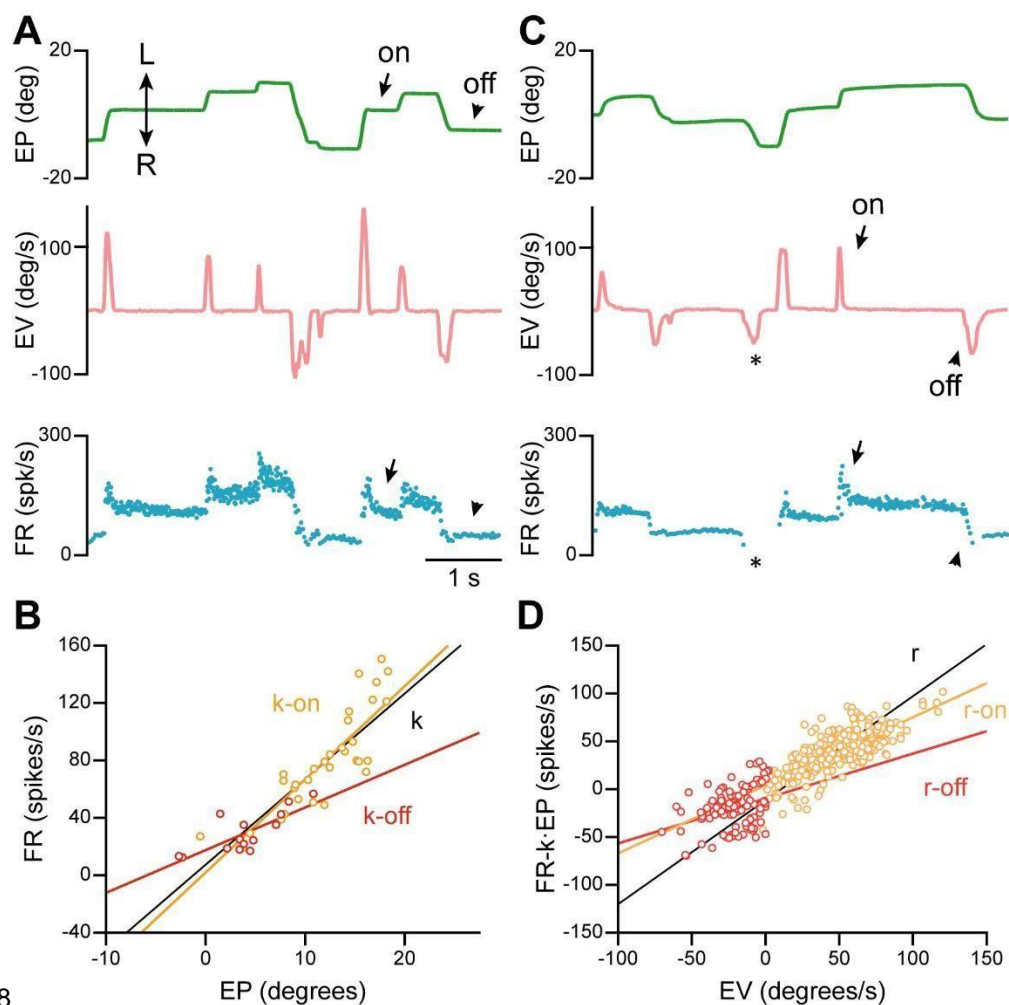 A
20
EP (deg)
-20
L
R
on
off
100
EV (deg/s)
-100
300
FR (spk/s)
0
1 s
C
20
EP (deg)
-20
100
EV (deg/s)
-100
on
*
off
300
FR (spk/s)
0
*
B
160
120
80
40
0
-40
FR (spikes/s)
k-on
k
k-off
-10
0
10
20
EP (degrees)
D
150
100
50
0
-50
-100
-150
FR-k·EP (spikes/s)
r
r-on
r-off
-100
-50
0
50
100
150
EV (degrees/s)
8